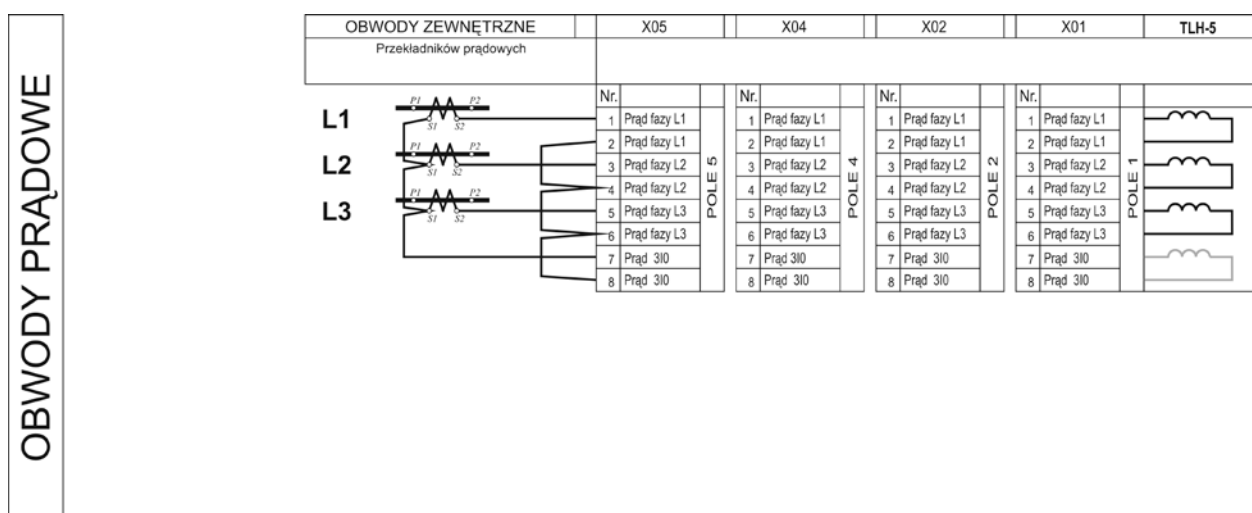 OBWODY PRĄDOWE
OBWODY ZEWNĘTRZNE X05 X04 X02 X01 TLH-5
Przekładników prądowych
Nr. Nr. Nr. Nr.
L1 P1 P2 S1 S2
L2 P1 P2 S1 S2
L3 P1 P2 S1 S2
1 Prąd fazy L1
2 Prąd fazy L1
3 Prąd fazy L2
4 Prąd fazy L2
5 Prąd fazy L3
6 Prąd fazy L3
7 Prąd 3I0
8 Prąd 3I0
POLE 5
1 Prąd fazy L1
2 Prąd fazy L1
3 Prąd fazy L2
4 Prąd fazy L2
5 Prąd fazy L3
6 Prąd fazy L3
7 Prąd 3I0
8 Prąd 3I0
POLE 4
1 Prąd fazy L1
2 Prąd fazy L1
3 Prąd fazy L2
4 Prąd fazy L2
5 Prąd fazy L3
6 Prąd fazy L3
7 Prąd 3I0
8 Prąd 3I0
POLE 2
1 Prąd fazy L1
2 Prąd fazy L1
3 Prąd fazy L2
4 Prąd fazy L2
5 Prąd fazy L3
6 Prąd fazy L3
7 Prąd 3I0
8 Prąd 3I0
POLE 1